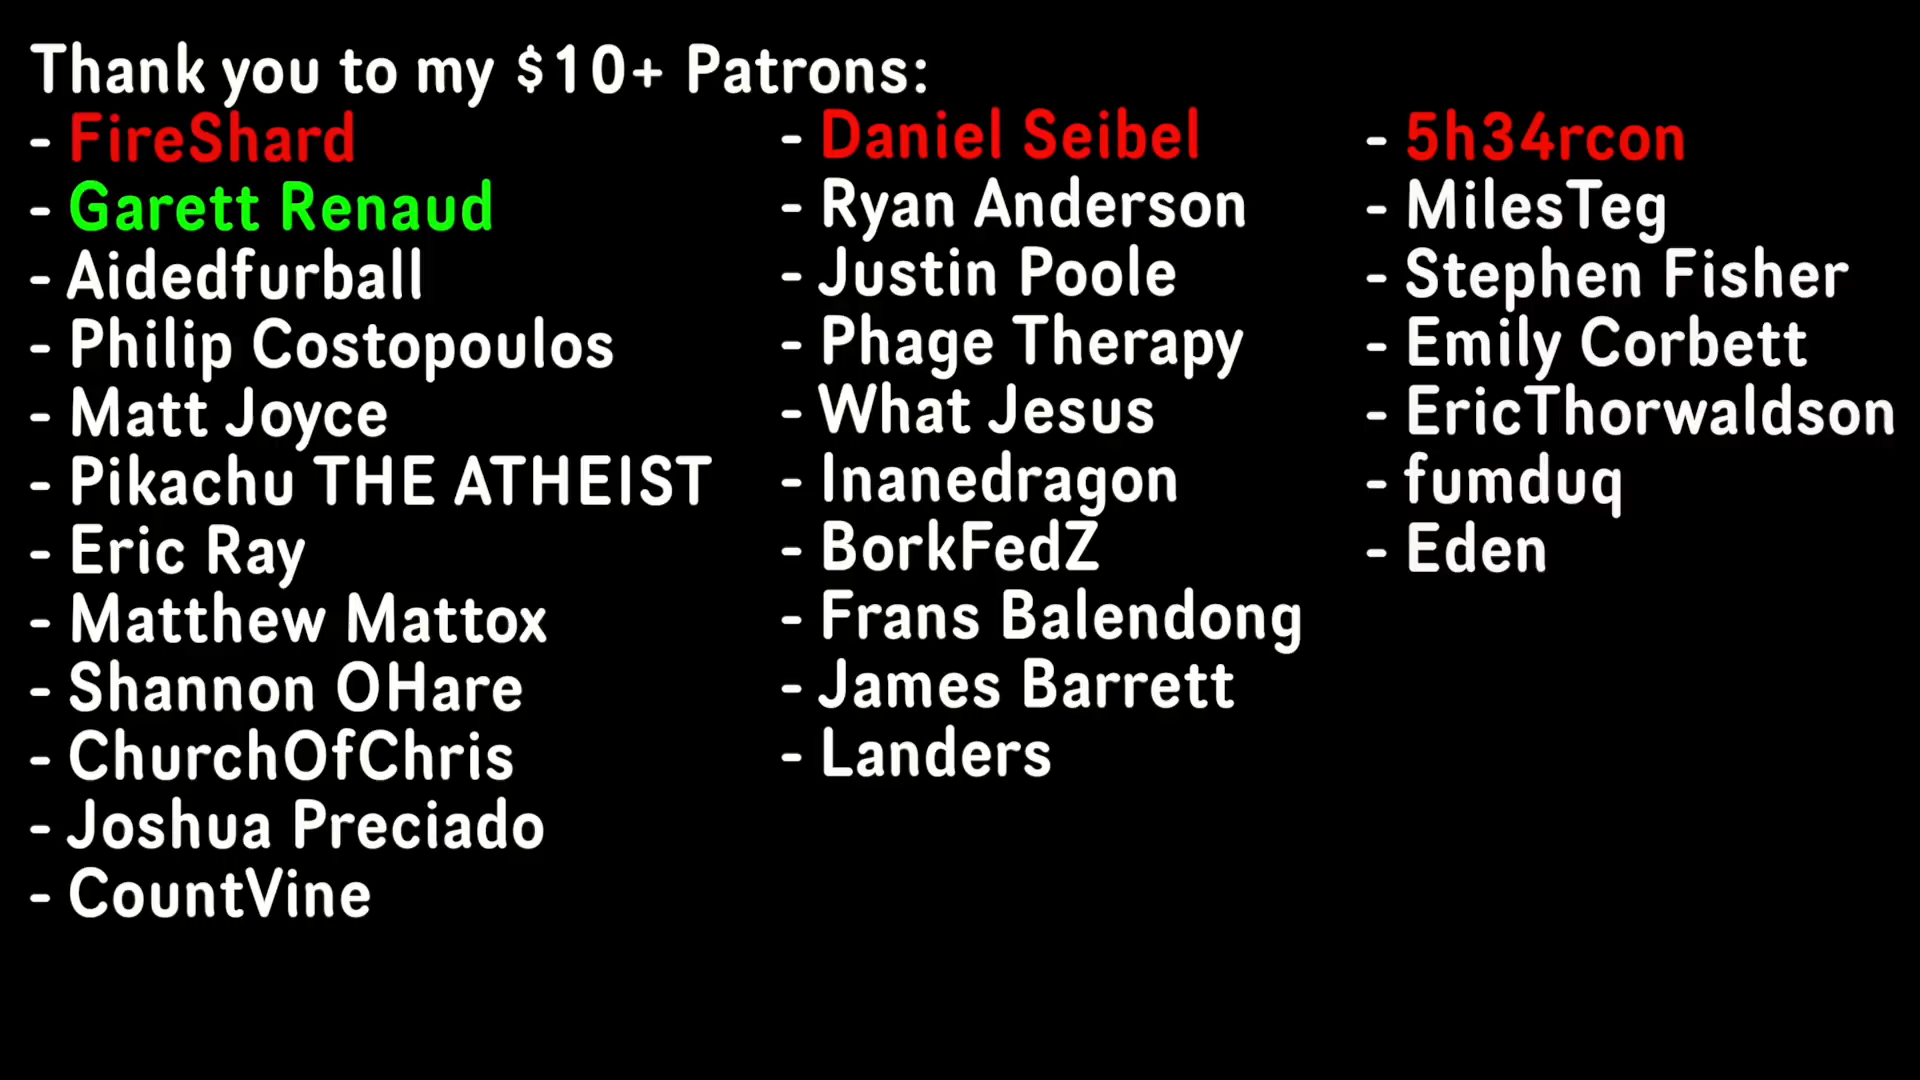 Thank you to my $10+ Patrons:
- FireShard
- Garett Renaud
- Aidedfurball
- Philip Costopoulos
- Matt Joyce
- Pikachu THE ATHEIST
- Eric Ray
- Matthew Mattox
- Shannon OHare
- ChurchOfChris
- Joshua Preciado
- CountVine
- Daniel Seibel
- Ryan Anderson
- Justin Poole
- Phage Therapy
- What Jesus
- Inanedragon
- BorkFedZ
- Frans Balendong
- James Barrett
- Landers
- 5h34rcon
- MilesTeg
- Stephen Fisher
- Emily Corbett
- EricThorwaldson
- fumduq
- Eden